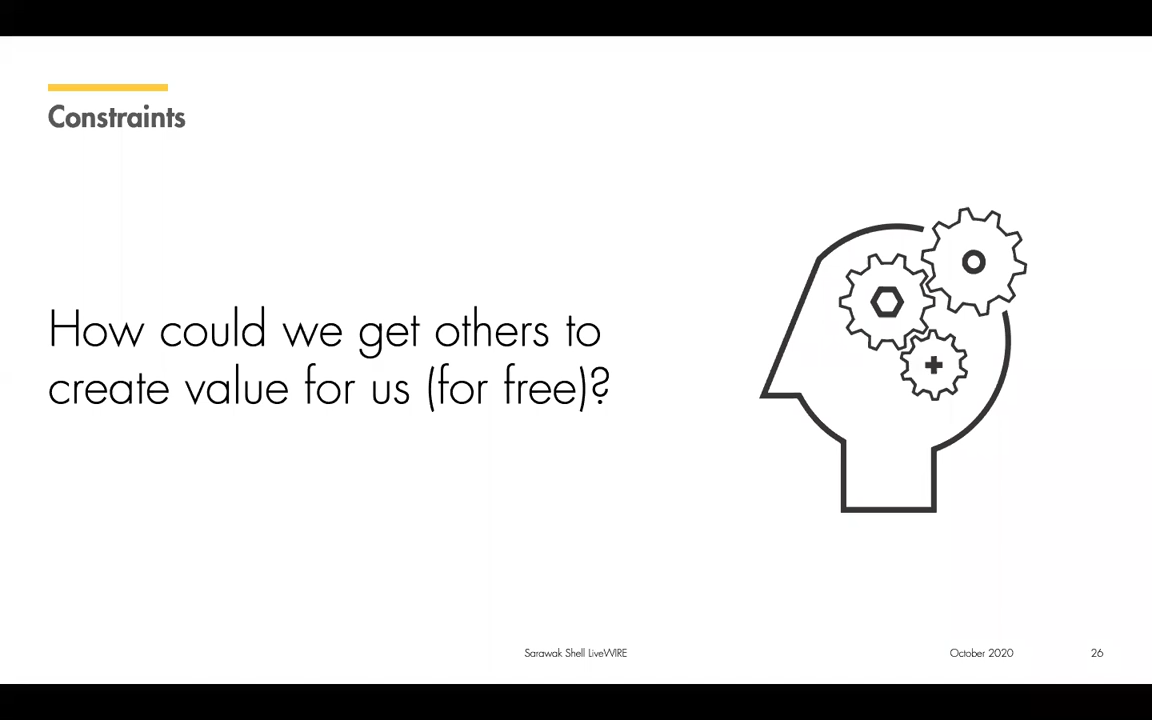 Constraints
How could we get others to
create value for us (for free)?
Sarawak Shell LiveWIRE
October 2020
26